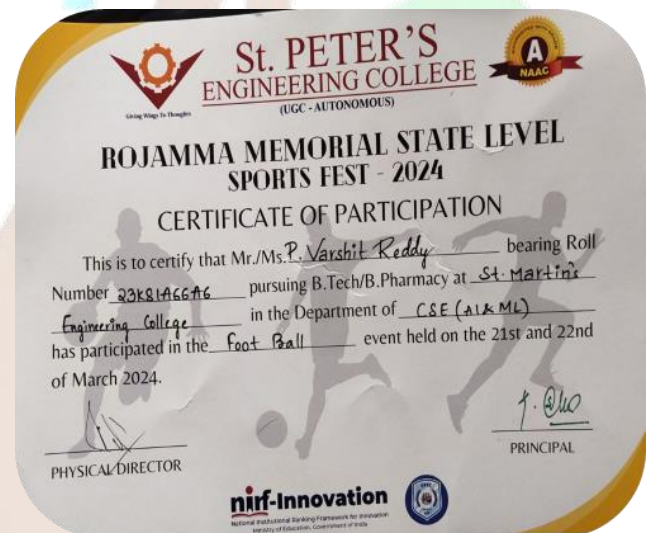 St. PETER'S
ENGINEERING COLLEGE
(UGC - AUTONOMOUS)
Giving Wings To Thoughts
A
NAAC
ROJAMMA MEMORIAL STATE LEVEL
SPORTS FEST - 2024
CERTIFICATE OF PARTICIPATION
This is to certify that Mr./Ms. P. Varshit Reddy bearing Roll
Number 23K81A66A6 pursuing B.Tech/B.Pharmacy at St. Martin's
Engineering College in the Department of CSE (AI & ML)
has participated in the Foot Ball event held on the 21st and 22nd
of March 2024.
PHYSICAL DIRECTOR
PRINCIPAL
nirf-Innovation
National Institutional Ranking Framework for Innovation
Ministry of Education, Government of India